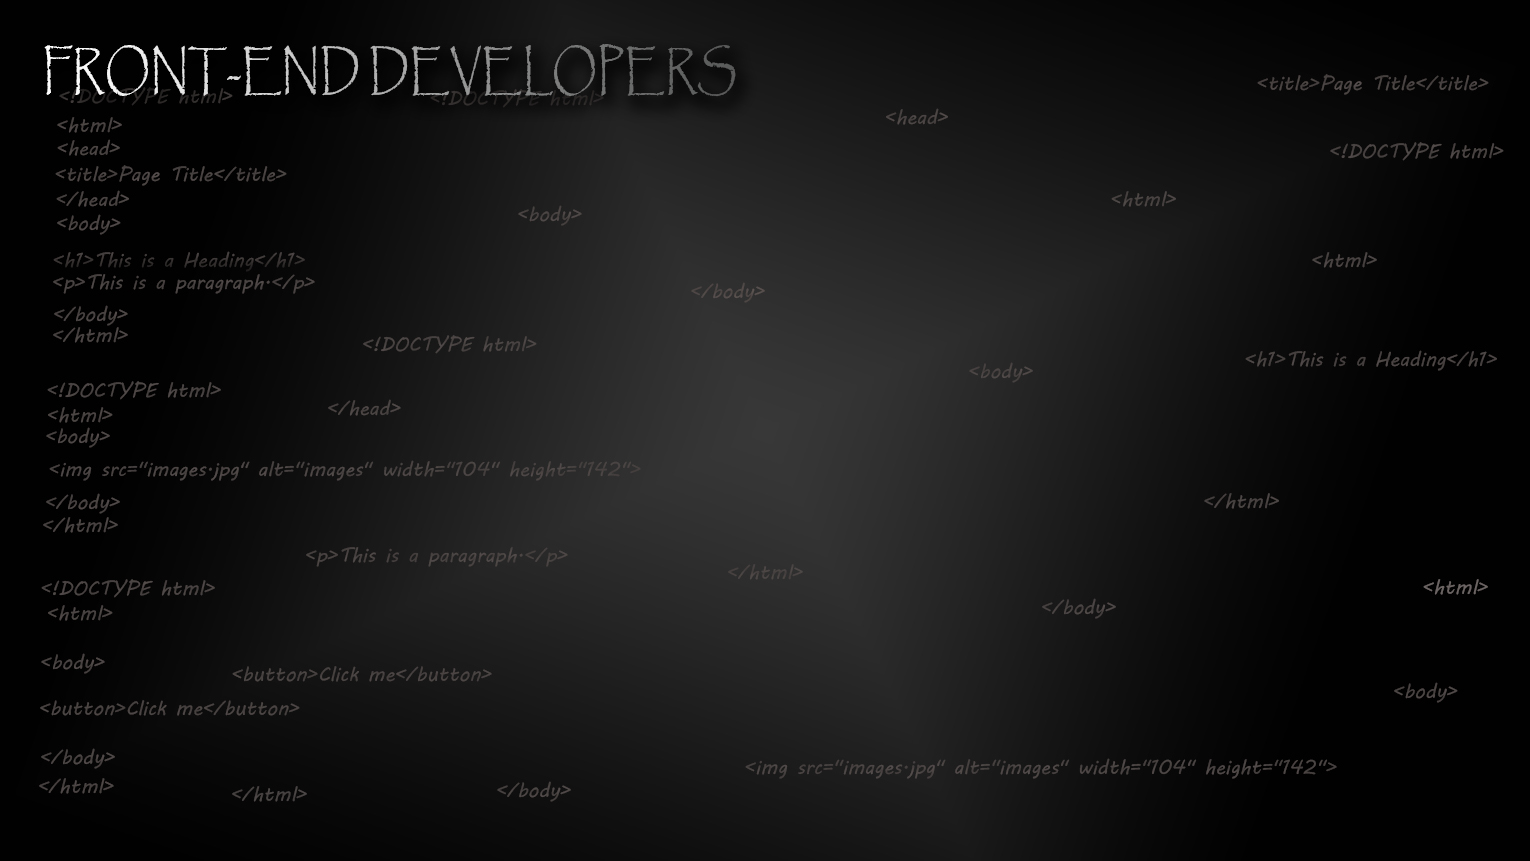 FRONT-END DEVELOPERS
<title>Page Title</title>
<!DOCTYPE html> <!DOCTYPE html>
<head>
<html>
<head>
<!DOCTYPE html>
<title>Page Title</title>
</head>
<html>
<body>
<body>
<h1>This is a Heading</h1>
<html>
<p>This is a paragraph.</p>
</body>
</body>
</html>
<!DOCTYPE html>
<h1>This is a Heading</h1>
<body>
<!DOCTYPE html>
<html>
</head>
<body>
<img src="images.jpg" alt="images" width="104" height="142">
</body>
</html>
</html>
<p>This is a paragraph.</p>
</html>
<!DOCTYPE html>
<html>
<html>
</body>
<body>
<button>Click me</button>
<body>
<button>Click me</button>
</body>
<img src="images.jpg" alt="images" width="104" height="142">
</html>
</html>
</body>